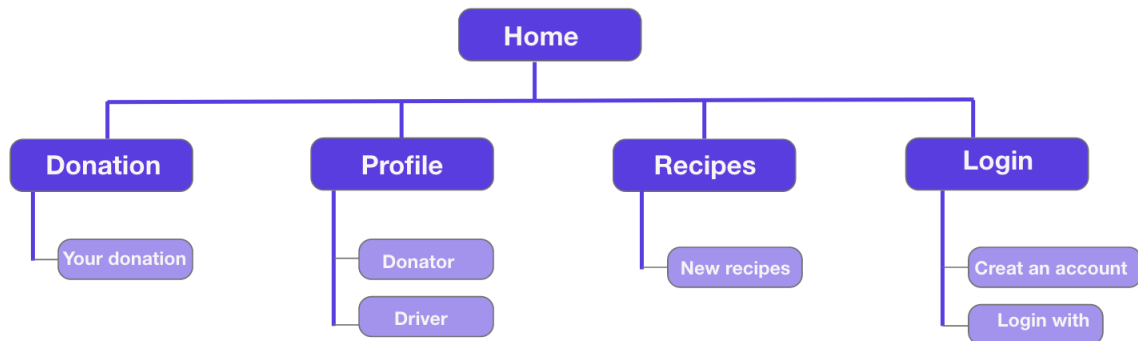 Home
Donation
Profile
Recipes
Login
Your donation
Donator
New recipes
Creat an account
Driver
Login with